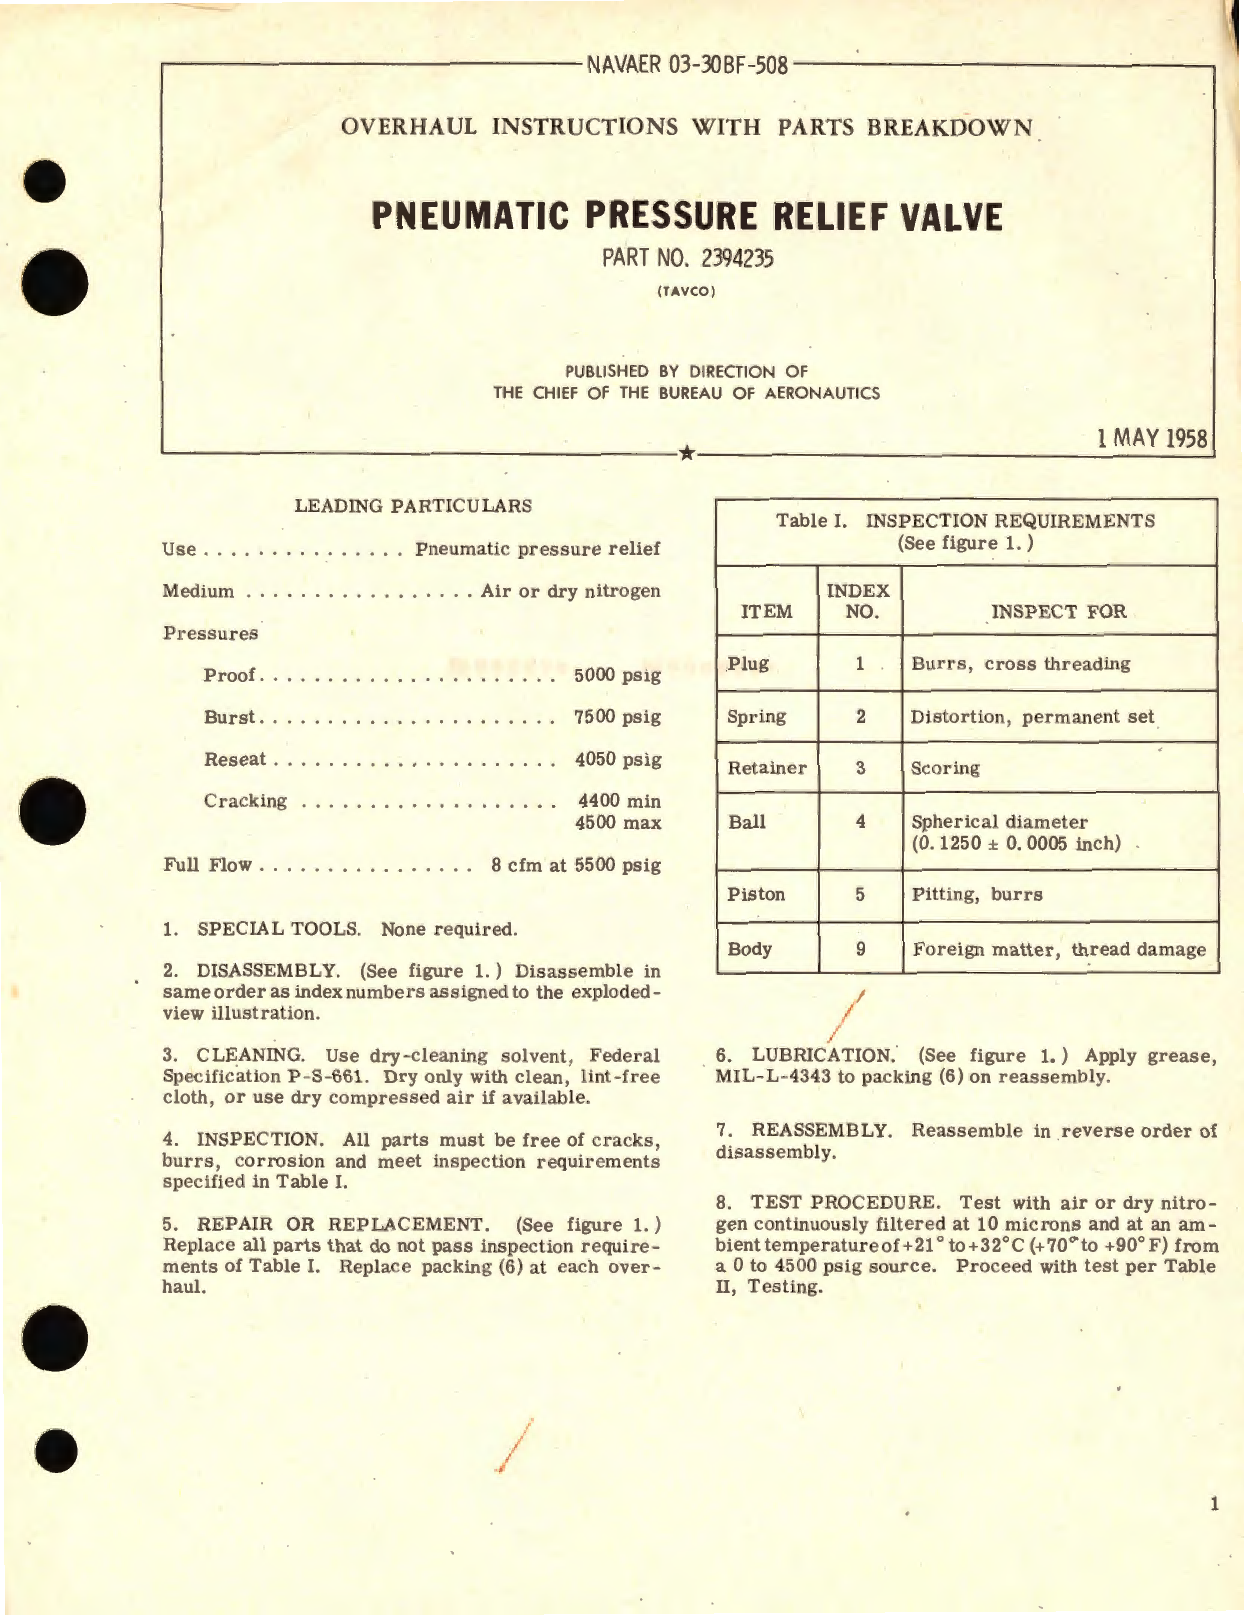 NAVAER 03-30BF-508
OVERHAUL INSTRUCTIONS WITH PARTS BREAKDOWN
PNEUMATIC PRESSURE RELIEF VALVE
PART NO. 2394235
(TAVCO)
PUBLISHED BY DIRECTION OF
THE CHIEF OF THE BUREAU OF AERONAUTICS
1 MAY 1958
LEADING PARTICULARS
Use . . . . . . . . . . . . . . . Pneumatic pressure relief
Medium . . . . . . . . . . . . . . . . . Air or dry nitrogen
Pressures
Proof. . . . . . . . . . . . . . . . . . . . . . 5000 psig
Burst. . . . . . . . . . . . . . . . . . . . . . 7500 psig
Reseat . . . . . . . . . . . . . . . . . . . . . 4050 psig
Cracking . . . . . . . . . . . . . . . . . . . 4400 min
4500 max
Full Flow . . . . . . . . . . . . . . . . 8 cfm at 5500 psig
1. SPECIAL TOOLS. None required.
2. DISASSEMBLY. (See figure 1.) Disassemble in
same order as index numbers assigned to the exploded-
view illustration.
3. CLEANING. Use dry-cleaning solvent, Federal
Specification P-S-661. Dry only with clean, lint-free
cloth, or use dry compressed air if available.
4. INSPECTION. All parts must be free of cracks,
burrs, corrosion and meet inspection requirements
specified in Table I.
5. REPAIR OR REPLACEMENT. (See figure 1.)
Replace all parts that do not pass inspection require-
ments of Table I. Replace packing (6) at each over-
haul.
Table I. INSPECTION REQUIREMENTS
(See figure 1.)
ITEM INDEX NO. INSPECT FOR
Plug 1 Burrs, cross threading
Spring 2 Distortion, permanent set
Retainer 3 Scoring
Ball 4 Spherical diameter
(0.1250 ± 0.0005 inch)
Piston 5 Pitting, burrs
Body 9 Foreign matter, thread damage
6. LUBRICATION. (See figure 1.) Apply grease,
MIL-L-4343 to packing (6) on reassembly.
7. REASSEMBLY. Reassemble in reverse order of
disassembly.
8. TEST PROCEDURE. Test with air or dry nitro-
gen continuously filtered at 10 microns and at an am-
bient temperature of +21° to +32°C (+70° to +90°F) from
a 0 to 4500 psig source. Proceed with test per Table
II, Testing.
1